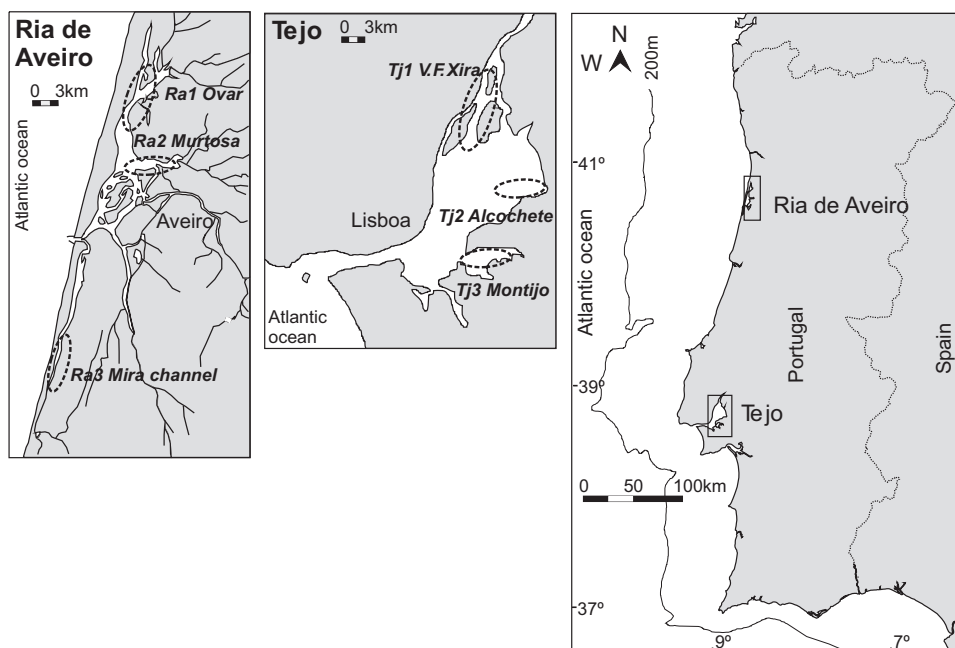 Ria de
Aveiro
0 3km
Atlantic ocean
Ra1 Ovar
Ra2 Murtosa
Aveiro
Ra3 Mira channel
Tejo
0 3km
Tj1 V.F.Xira
Lisboa
Tj2 Alcochete
Tj3 Montijo
Atlantic
ocean
N
W
200m
41º
Ria de Aveiro
Atlantic ocean
Portugal
Spain
39º
Tejo
0 50 100km
37º
9º 7º